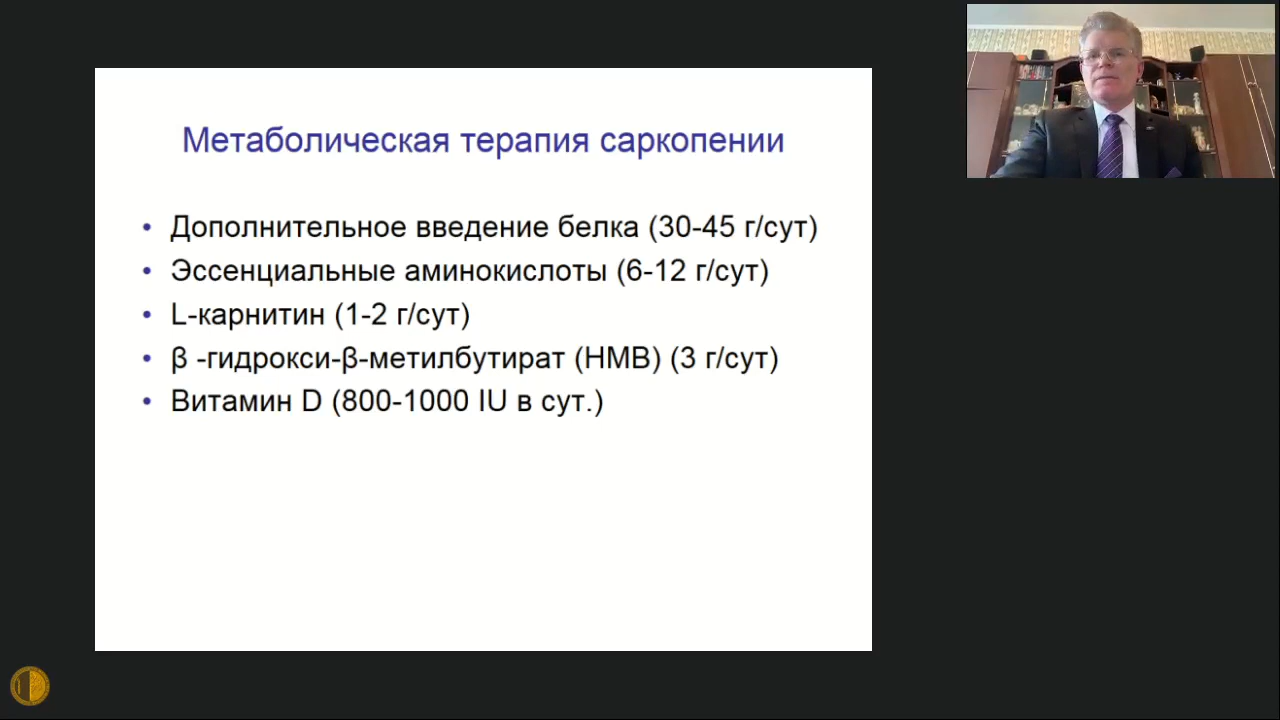 Метаболическая терапия саркопении
• Дополнительное введение белка (30-45 г/сут)
• Эссенциальные аминокислоты (6-12 г/сут)
• L-карнитин (1-2 г/сут)
• β -гидрокси-β-метилбутират (HMB) (3 г/сут)
• Витамин D (800-1000 IU в сут.)